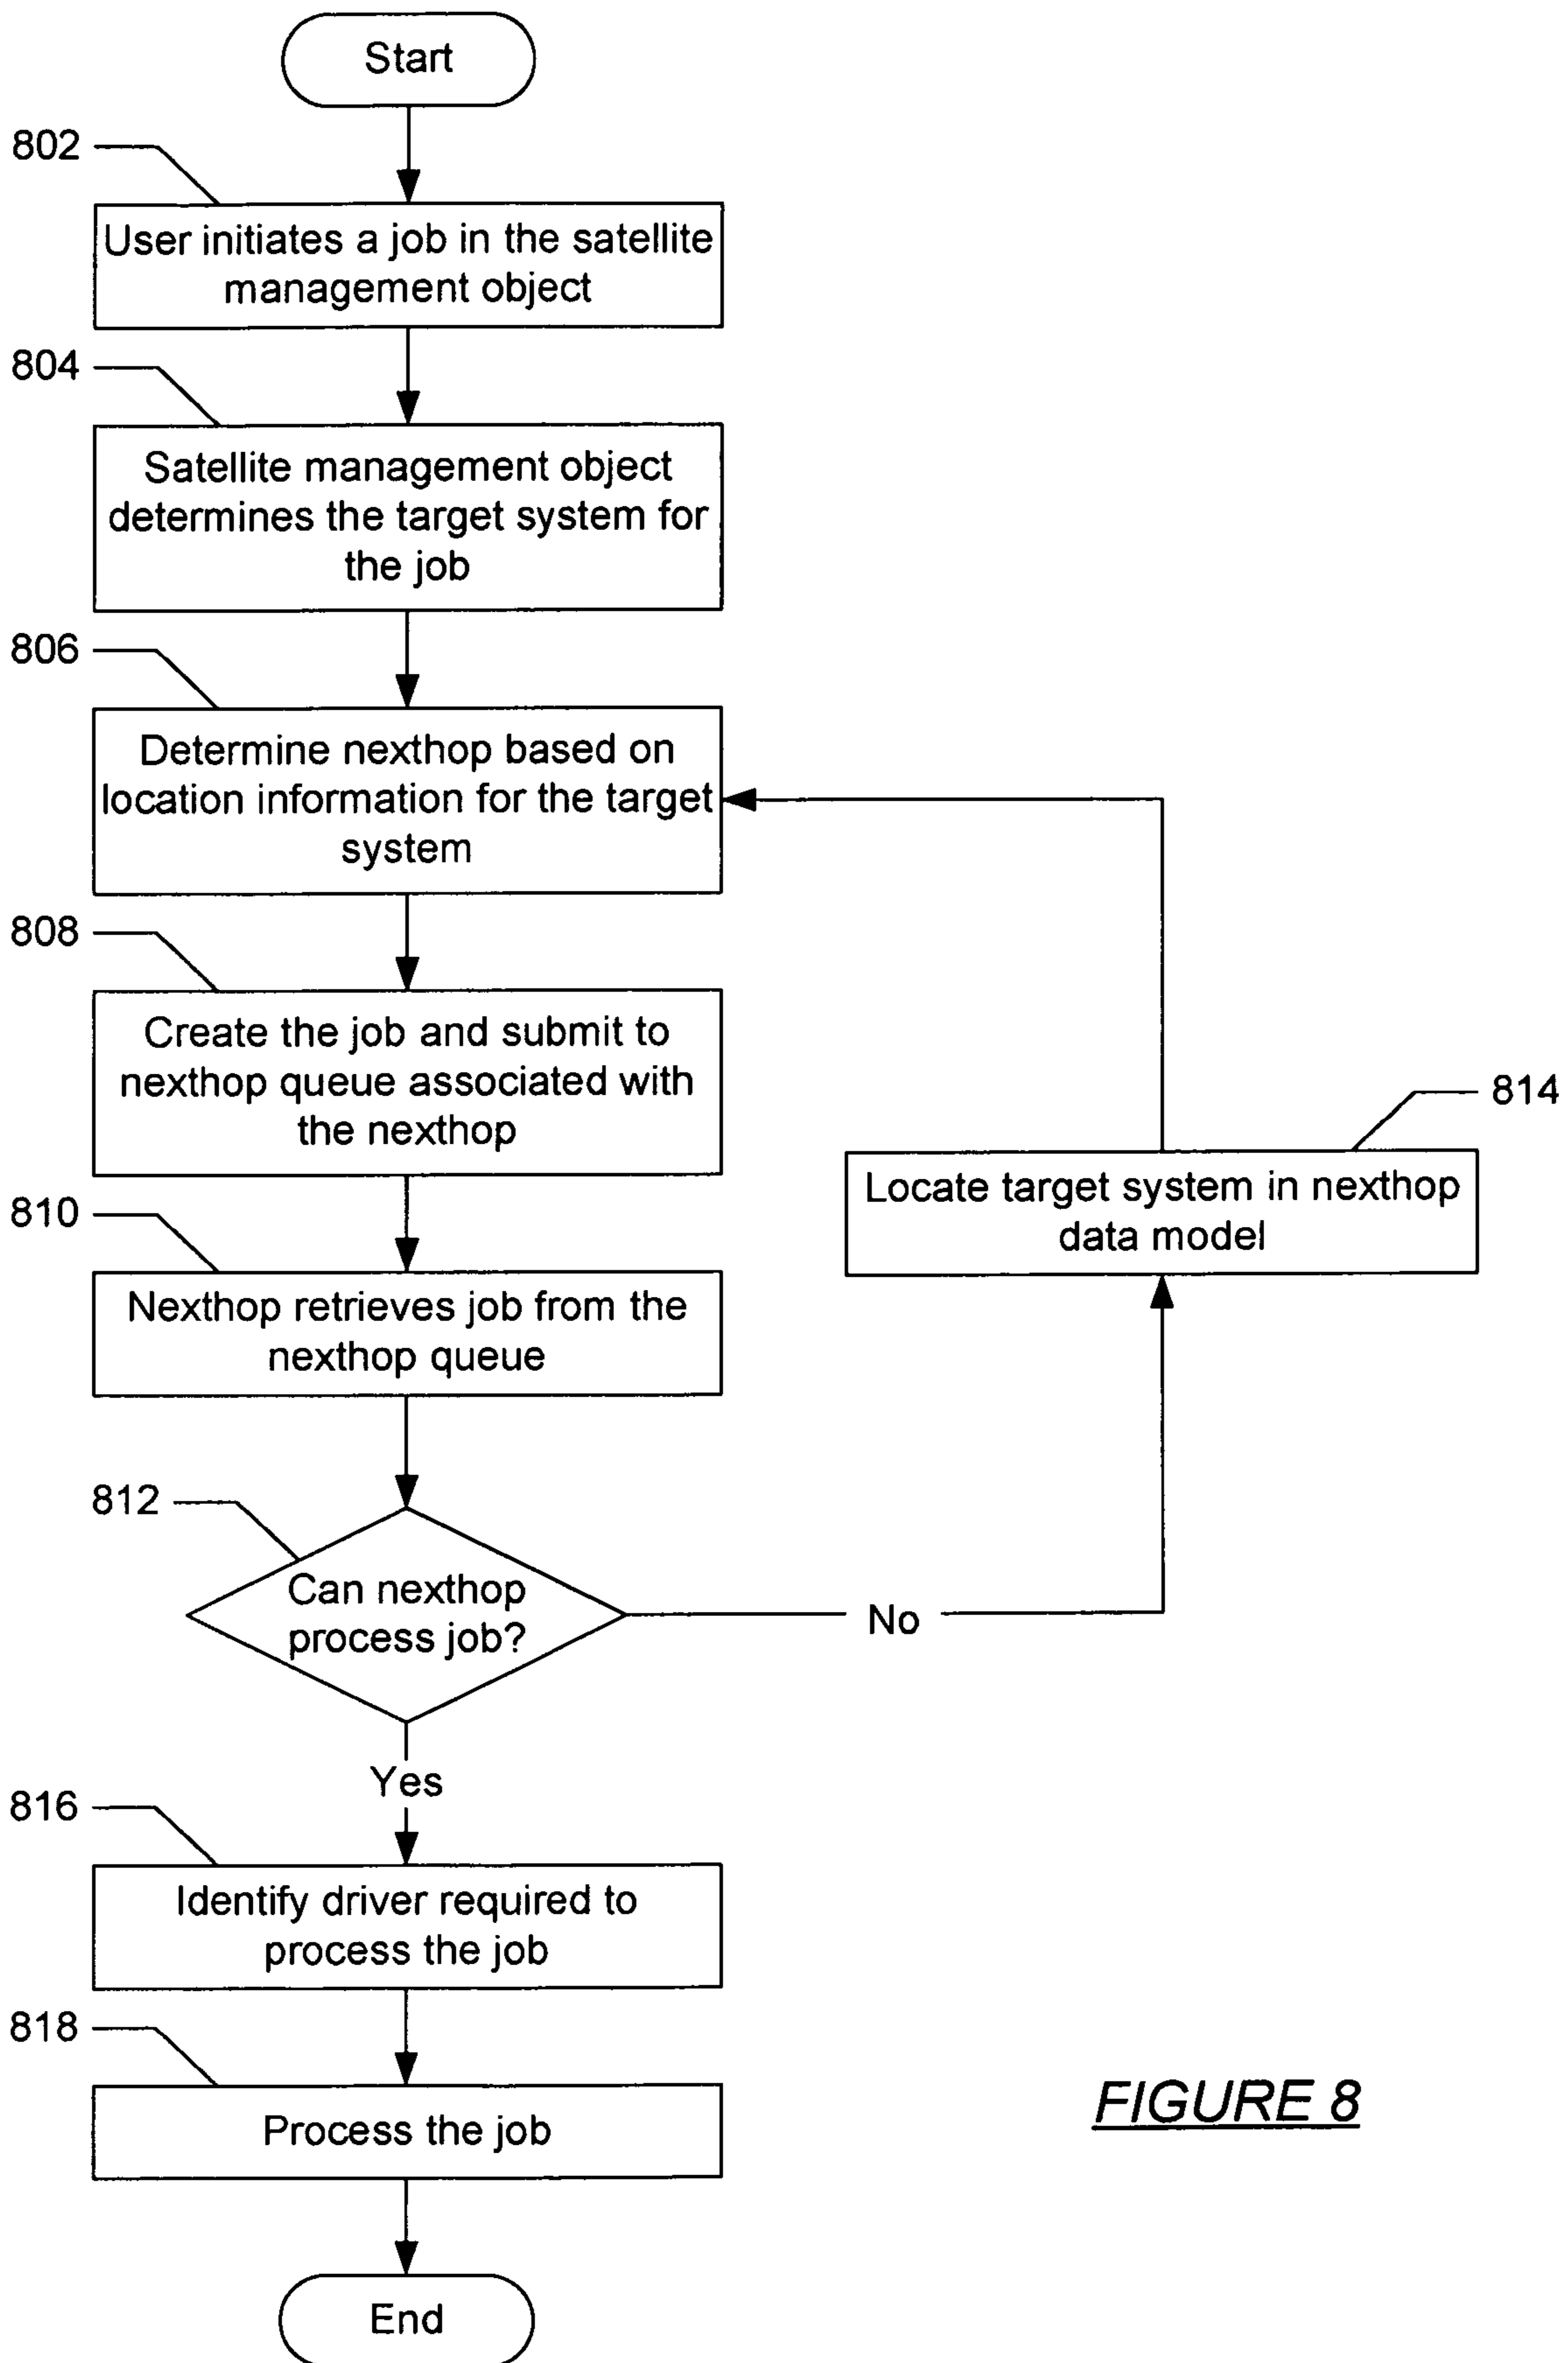 Start
802
User initiates a job in the satellite
management object
804
Satellite management object
determines the target system for
the job
806
Determine nexthop based on
location information for the target
system
808
Create the job and submit to
nexthop queue associated with
the nexthop
814
Locate target system in nexthop
data model
810
Nexthop retrieves job from the
nexthop queue
812
Can nexthop
process job?
No
Yes
816
Identify driver required to
process the job
818
Process the job
End
FIGURE 8